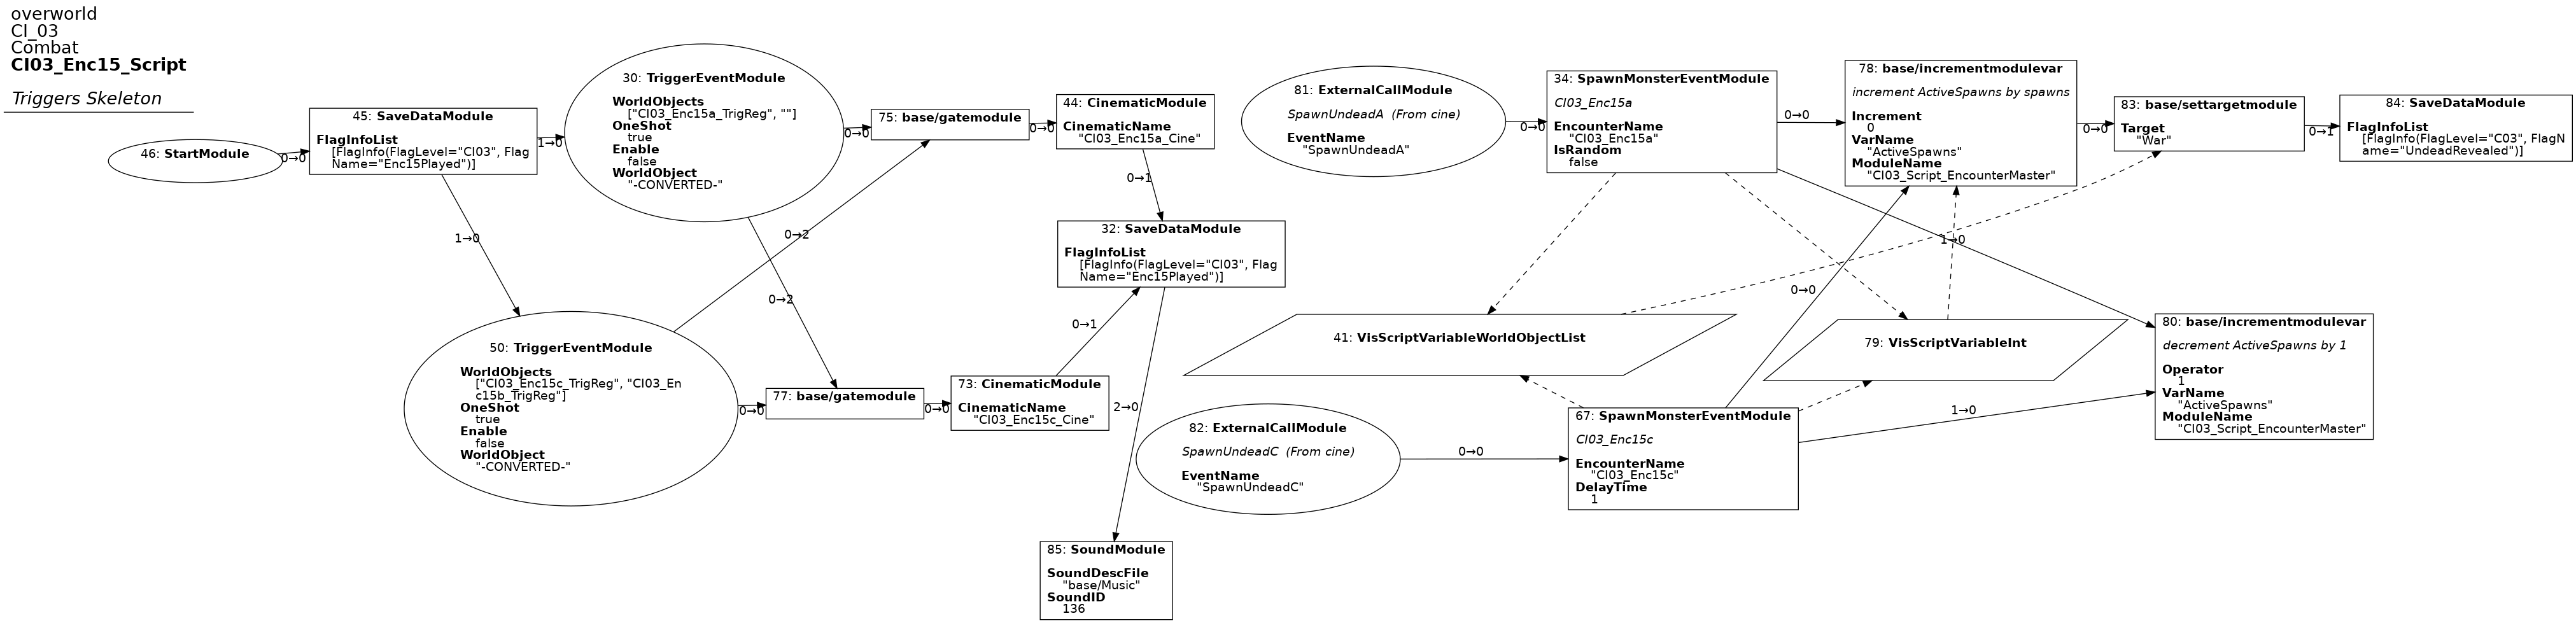 overworld
CI_03
Combat
CI03_Enc15_Script
Triggers Skeleton
46: StartModule
0→0
45: SaveDataModule
FlagInfoList
[FlagInfo(FlagLevel="CI03", Flag
Name="Enc15Played")]
1→0
1→0
30: TriggerEventModule
WorldObjects
["CI03_Enc15a_TrigReg", ""]
OneShot
true
Enable
false
WorldObject
"-CONVERTED-"
0→0
0→2
50: TriggerEventModule
WorldObjects
["CI03_Enc15c_TrigReg", "CI03_En
c15b_TrigReg"]
OneShot
true
Enable
false
WorldObject
"-CONVERTED-"
0→2
0→0
75: base/gatemodule
0→0
77: base/gatemodule
0→0
44: CinematicModule
CinematicName
"CI03_Enc15a_Cine"
0→1
73: CinematicModule
CinematicName
"CI03_Enc15c_Cine"
0→1
32: SaveDataModule
FlagInfoList
[FlagInfo(FlagLevel="CI03", Flag
Name="Enc15Played")]
2→0
85: SoundModule
SoundDescFile
"base/Music"
SoundID
136
81: ExternalCallModule
SpawnUndeadA (From cine)
EventName
"SpawnUndeadA"
0→0
82: ExternalCallModule
SpawnUndeadC (From cine)
EventName
"SpawnUndeadC"
0→0
34: SpawnMonsterEventModule
CI03_Enc15a
EncounterName
"CI03_Enc15a"
IsRandom
false
0→0
1→0
41: VisScriptVariableWorldObjectList
67: SpawnMonsterEventModule
CI03_Enc15c
EncounterName
"CI03_Enc15c"
DelayTime
1
0→0
1→0
79: VisScriptVariableInt
78: base/incrementmodulevar
increment ActiveSpawns by spawns
Increment
0
VarName
"ActiveSpawns"
ModuleName
"CI03_Script_EncounterMaster"
0→0
83: base/settargetmodule
Target
"War"
0→1
84: SaveDataModule
FlagInfoList
[FlagInfo(FlagLevel="C03", FlagN
ame="UndeadRevealed")]
80: base/incrementmodulevar
decrement ActiveSpawns by 1
Operator
1
VarName
"ActiveSpawns"
ModuleName
"CI03_Script_EncounterMaster"